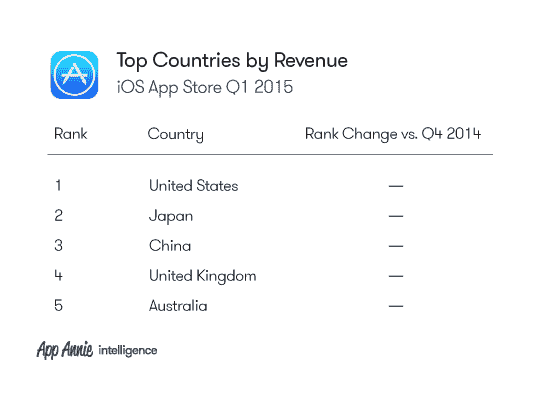 Top Countries by Revenue
iOS App Store Q1 2015
Rank Country Rank Change vs. Q4 2014
1 United States —
2 Japan —
3 China —
4 United Kingdom —
5 Australia —
App Annie intelligence